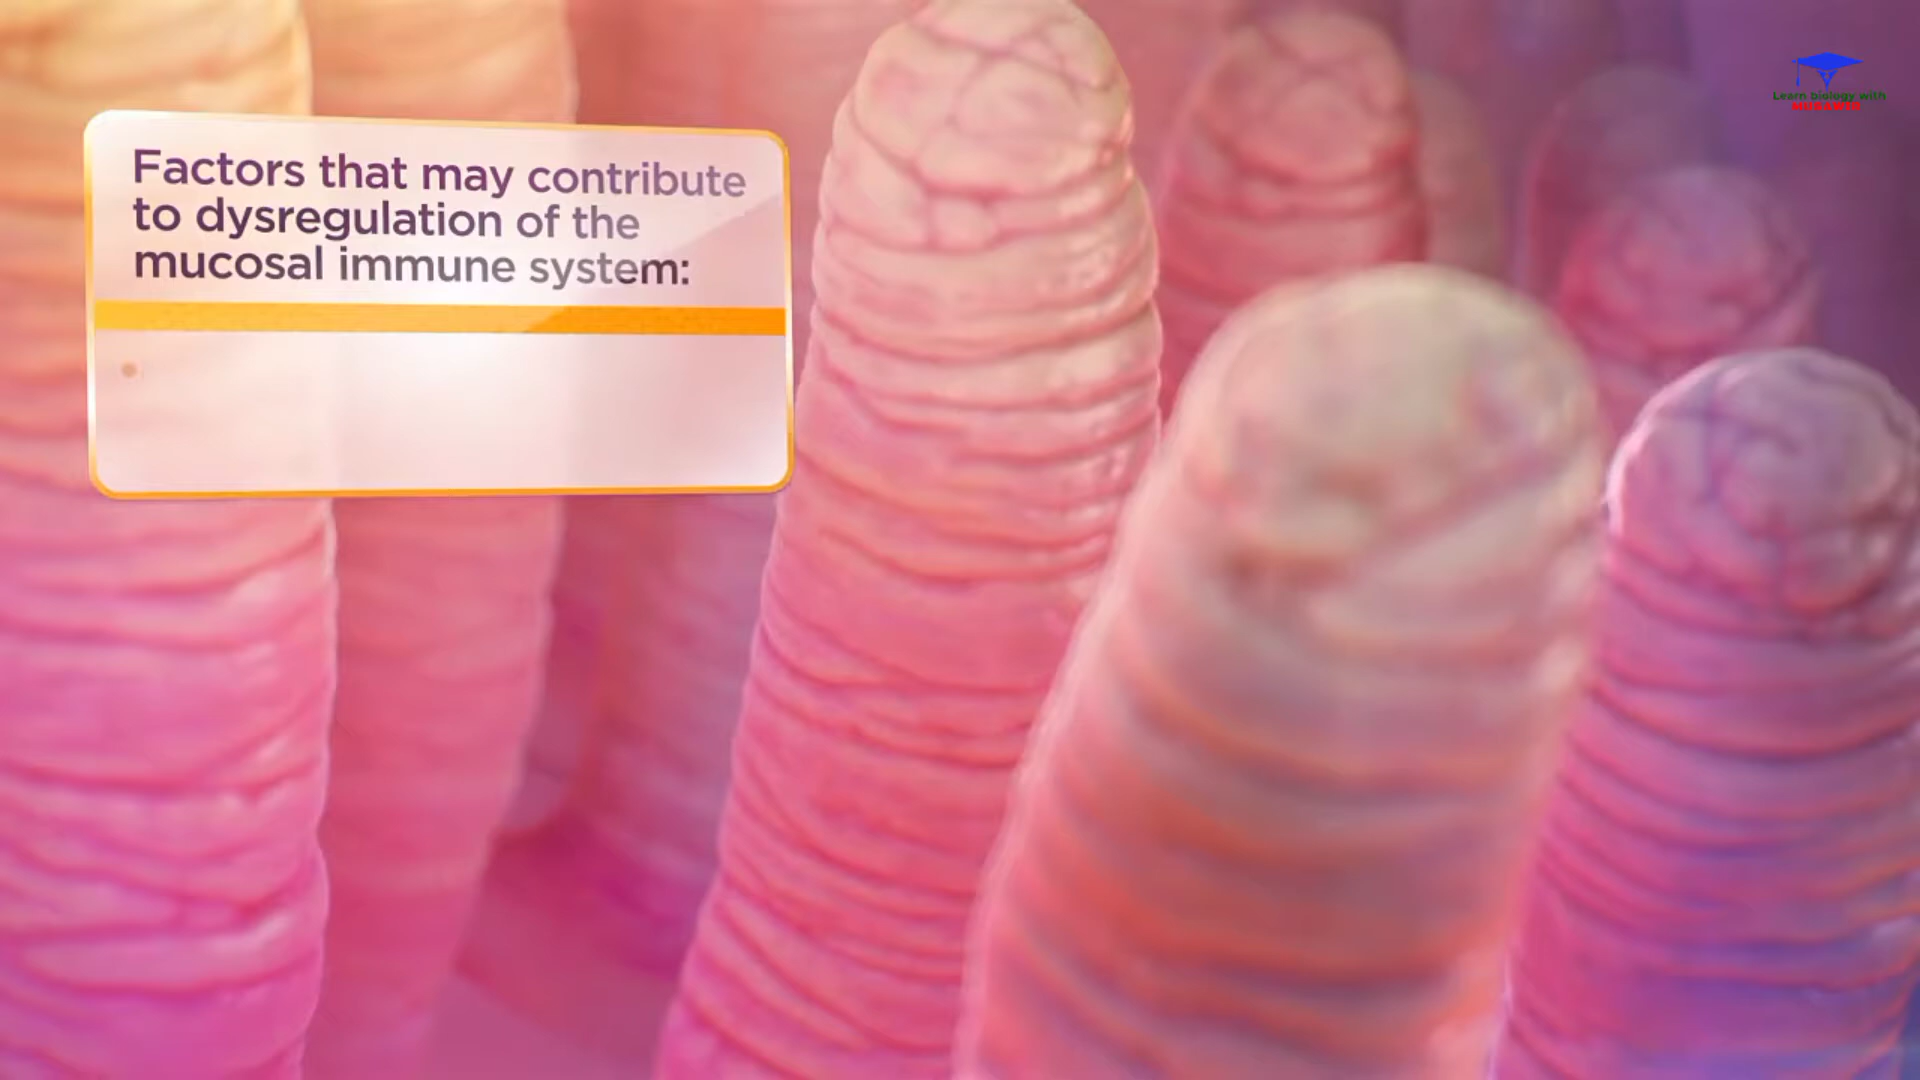 Factors that may contribute
to dysregulation of the
mucosal immune system:
Learn biology with